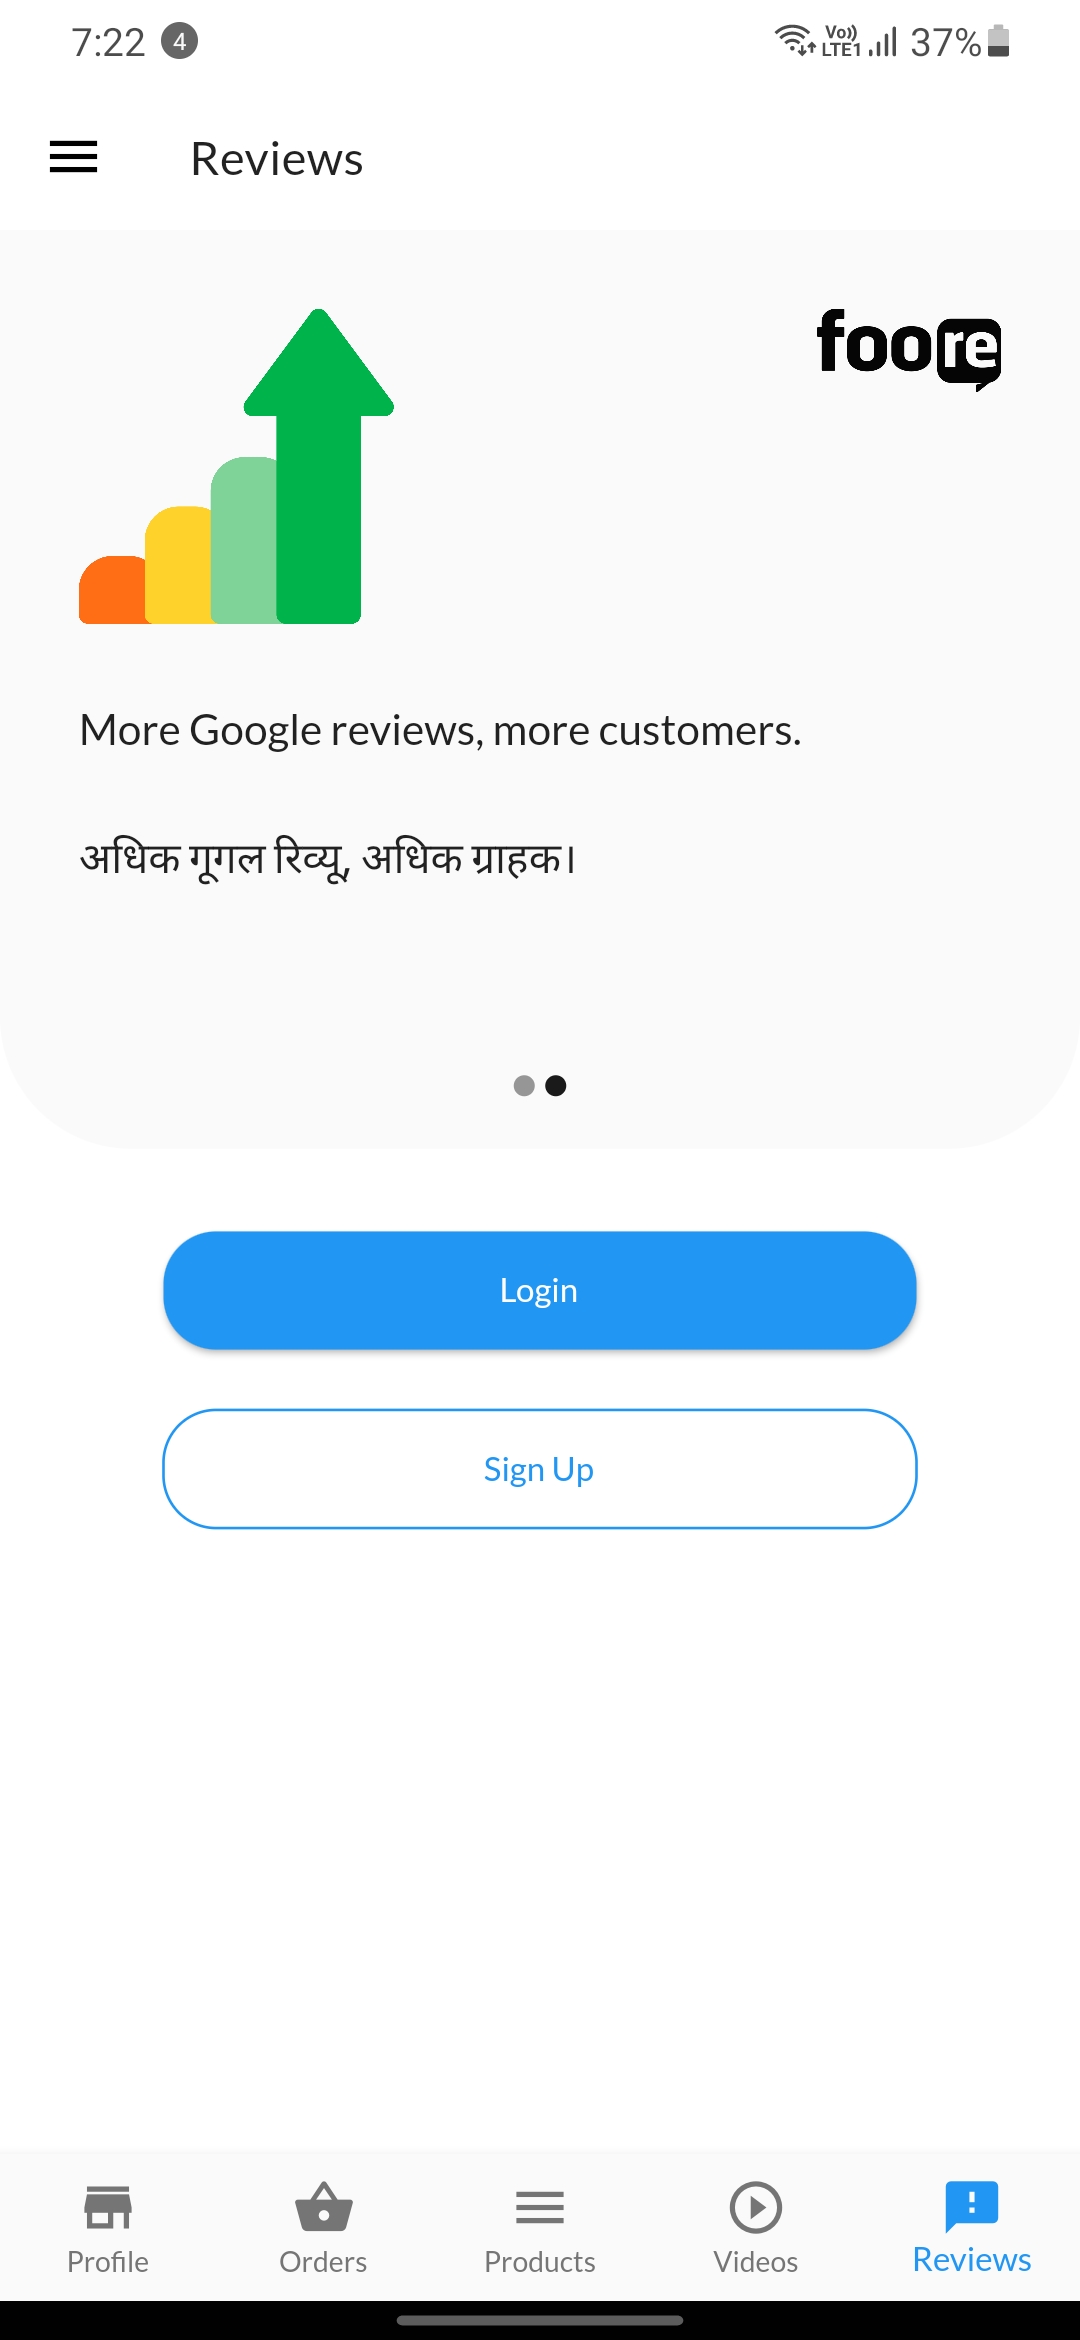 7:22 4 Vo)) LTE1 37%
Reviews
foore
More Google reviews, more customers.
अधिक गूगल रिव्यू, अधिक ग्राहक।
Login
Sign Up
Profile Orders Products Videos Reviews